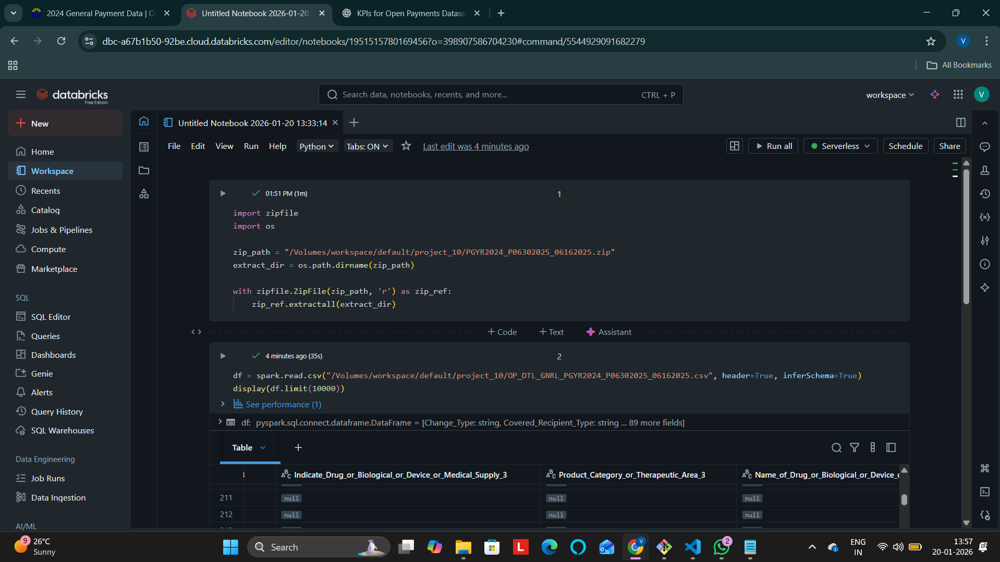 2024 General Payment Data | O
Untitled Notebook 2026-01-20
KPIs for Open Payments Datase
dbc-a67b1b50-92be.cloud.databricks.com/editor/notebooks/1951515780169456?o=398907586704230#command/5544929091682279
V
All Bookmarks
databricks
Free Edition
Search data, notebooks, recents, and more...
CTRL + P
workspace
V
New
Home
Workspace
Recents
Catalog
Jobs & Pipelines
Compute
Marketplace
SQL
SQL Editor
Queries
Dashboards
Genie
Alerts
Query History
SQL Warehouses
Data Engineering
Job Runs
Data Ingestion
AI/ML
Untitled Notebook 2026-01-20 13:33:14
File Edit View Run Help Python Tabs: ON Last edit was 4 minutes ago
Run all Serverless Schedule Share
01:51 PM (1m)
1
import zipfile
import os
zip_path = "/Volumes/workspace/default/project_10/PGYR2024_P06302025_06162025.zip"
extract_dir = os.path.dirname(zip_path)
with zipfile.ZipFile(zip_path, 'r') as zip_ref:
zip_ref.extractall(extract_dir)
Code Text Assistant
4 minutes ago (35s)
2
df = spark.read.csv("/Volumes/workspace/default/project_10/OP_DTL_GNRL_PGYR2024_P06302025_06162025.csv", header=True, inferSchema=True)
display(df.limit(10000))
See performance (1)
df: pyspark.sql.connect.dataframe.DataFrame = [Change_Type: string, Covered_Recipient_Type: string ... 89 more fields]
Table
Indicate_Drug_or_Biological_or_Device_or_Medical_Supply_3 Product_Category_or_Therapeutic_Area_3 Name_of_Drug_or_Biological_or_Device_o
211 null null null
212 null null null
9
26°C
Sunny
Search
V
2
ENG
IN
13:57
20-01-2026